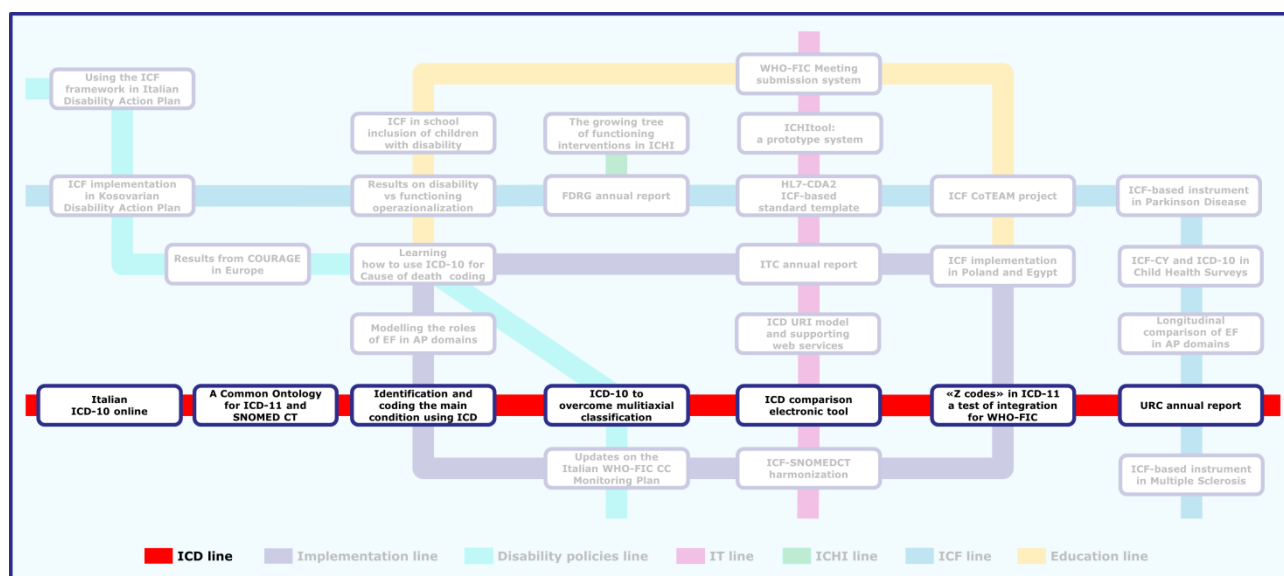 WHO-FIC Meeting
submission system
Using the ICF
framework in Italian
Disability Action Plan
ICF in school
inclusion of children
with disability
The growing tree
of functioning
interventions in ICHI
ICHItool:
a prototype system
ICF implementation
in Kosovarian
Disability Action Plan
Results on disability
vs functioning
operazionalization
FDRG annual report
HL7-CDA2
ICF-based
standard template
ICF CoTEAM project
ICF-based instrument
in Parkinson Disease
Results from COURAGE
in Europe
Learning
how to use ICD-10 for
Cause of death coding
ITC annual report
ICF implementation
in Poland and Egypt
ICF-CY and ICD-10 in
Child Health Surveys
Modelling the roles
of EF in AP domains
ICD URI model
and supporting
web services
Longitudinal
comparison of EF
in AP domains
Italian
ICD-10 online
A Common Ontology
for ICD-11 and
SNOMED CT
Identification and
coding the main
condition using ICD
ICD-10 to
overcome mulitiaxial
classification
ICD comparison
electronic tool
«Z codes» in ICD-11
a test of integration
for WHO-FIC
URC annual report
Updates on the
Italian WHO-FIC CC
Monitoring Plan
ICF-SNOMEDCT
harmonization
ICF-based instrument
in Multiple Sclerosis
ICD line
Implementation line
Disability policies line
IT line
ICHI line
ICF line
Education line